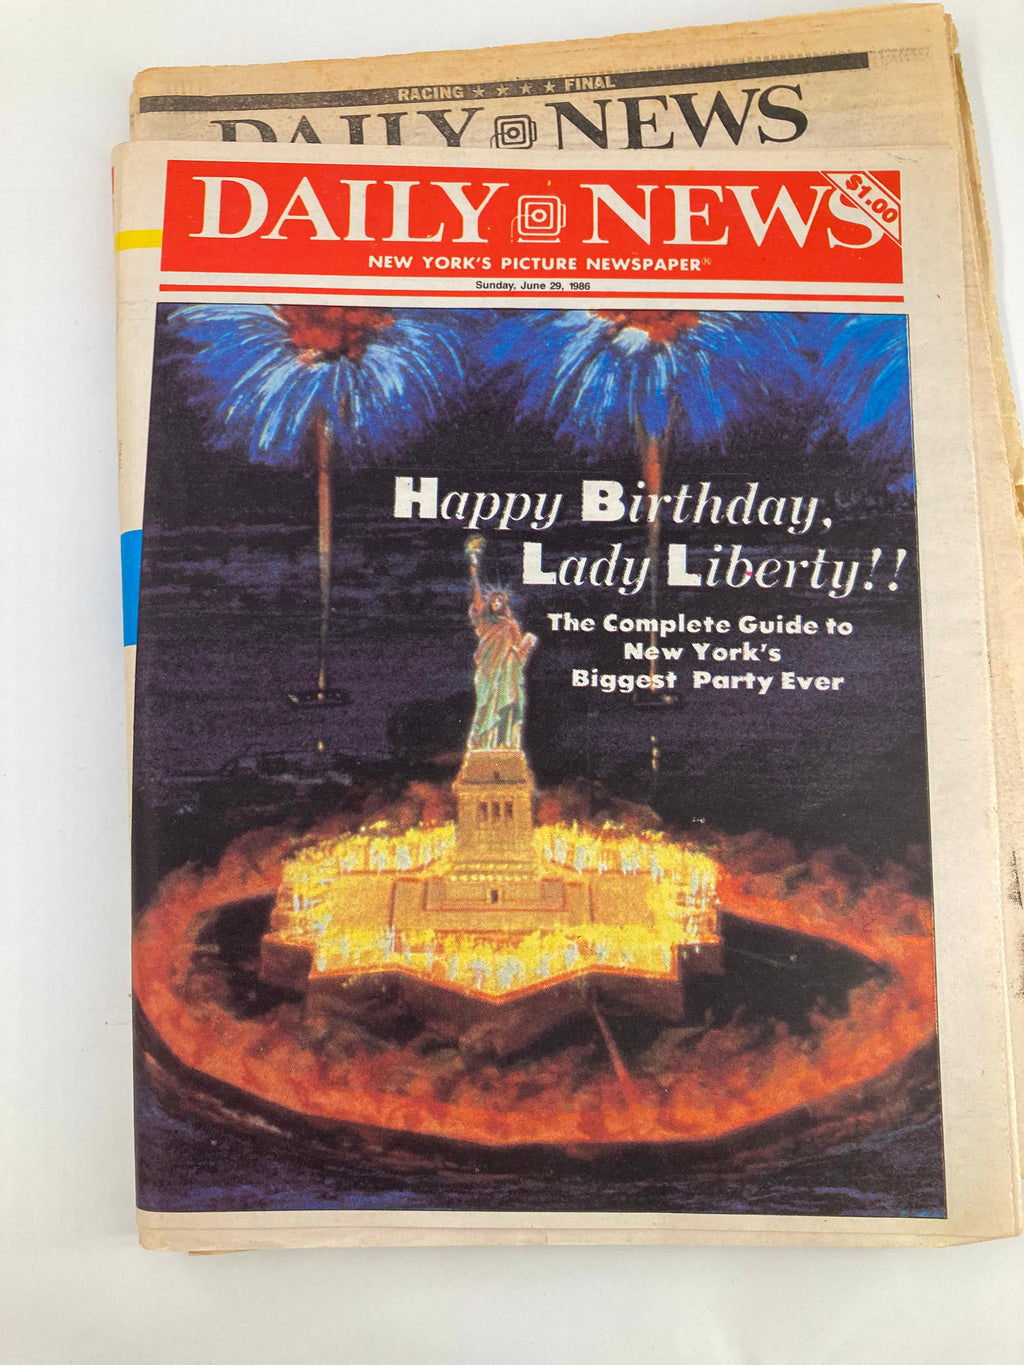 RACING ★ ★ ★ ★ FINAL
DAILY NEWS
DAILY NEWS
$1.00
NEW YORK'S PICTURE NEWSPAPER®
Sunday, June 29, 1986
Happy Birthday,
Lady Liberty!!
The Complete Guide to
New York's
Biggest Party Ever